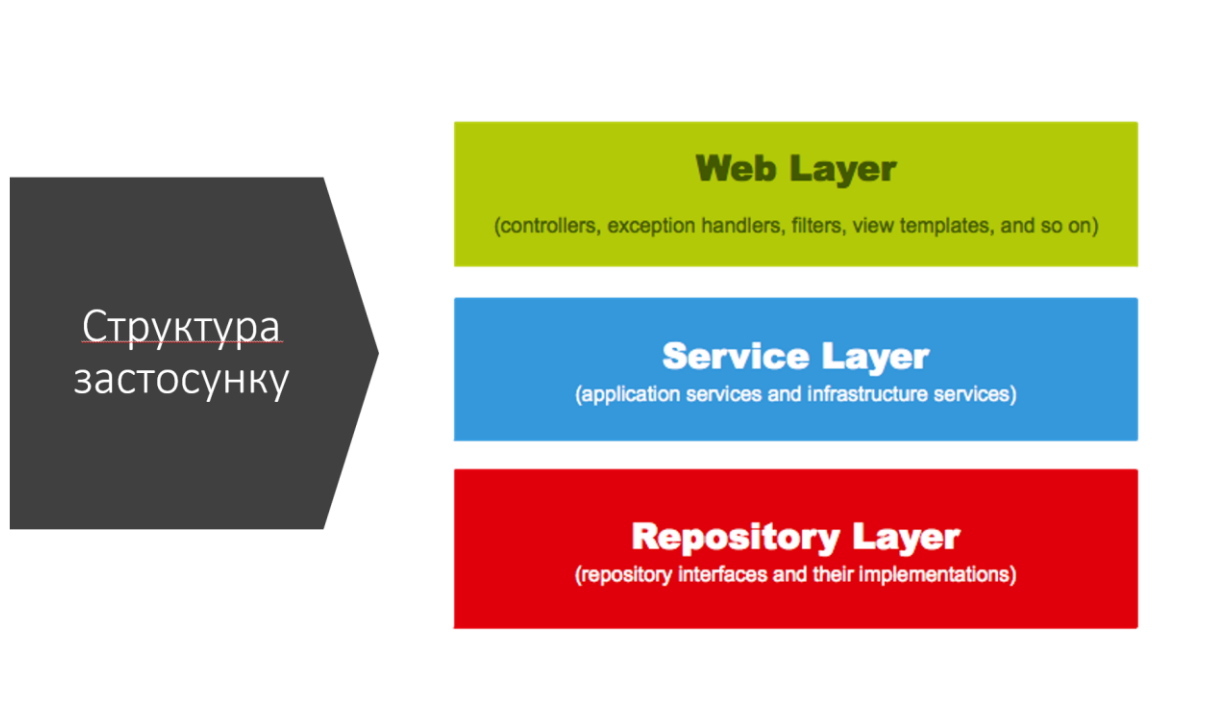 Структура
застосунку
Web Layer
(controllers, exception handlers, filters, view templates, and so on)
Service Layer
(application services and infrastructure services)
Repository Layer
(repository interfaces and their implementations)